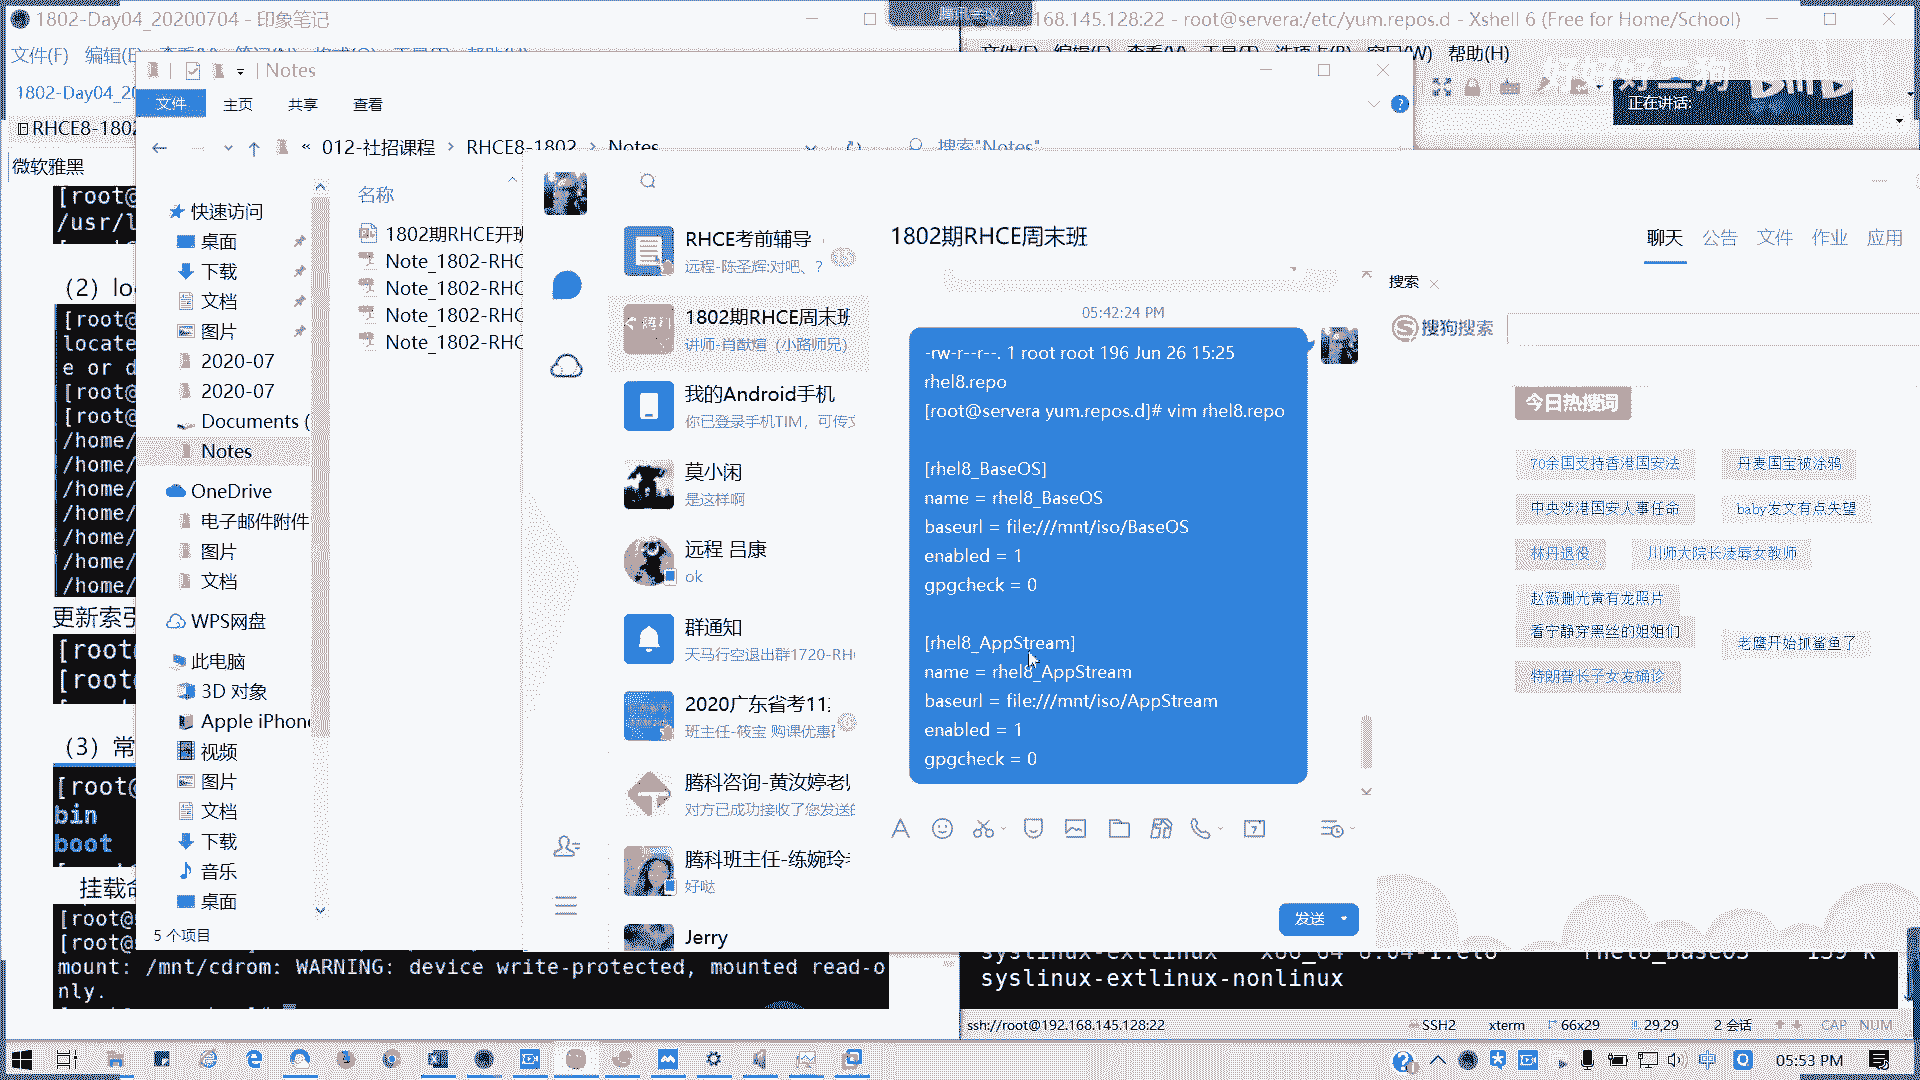 1802-Day04_20200704 - 印象笔记
168.145.128:22 - root@servera:/etc/yum.repos.d - Xshell 6 (Free for Home/School)
文件(F)
帮助(H)
Notes
1802-Day04_20
正在讲话:
文件
主页
共享
查看
RHCE8-1802
« 012-社招课程 › RHCE8-1802 › Notes
搜索"Notes"
微软雅黑
[root@
/usr/l
(2) lo
[root@
locate
e or d
[root@
[root@
/home/
/home/
/home/
/home/
/home/
/home/
/home/
更新索引
[root@
[root@
(3) 常
[root@
bin
boot
挂载命
[root@
[root@
mount: /mnt/cdrom: WARNING: device write-protected, mounted read-o
nly.
快速访问
桌面
下载
文档
图片
2020-07
2020-07
Documents (
Notes
OneDrive
电子邮件附件
图片
文档
WPS网盘
此电脑
3D 对象
Apple iPhone
视频
图片
文档
下载
音乐
桌面
5 个项目
名称
1802期RHCE开班
Note_1802-RHC
Note_1802-RHC
Note_1802-RHC
Note_1802-RHC
RHCE考前辅导
远程-陈圣辉:对吧、?
1802期RHCE周末班
讲师-肖猷煊（小路师兄）
我的Android手机
你已登录手机TIM，可传文
莫小闲
是这样啊
远程 吕康
ok
群通知
天马行空退出群1720-RH
2020广东省考11
班主任-筱宝 购课优惠
腾科咨询-黄汝婷老
对方已成功接收了您发送的
腾科班主任-练婉玲
好哒
Jerry
1802期RHCE周末班
聊天
公告
文件
作业
应用
05:42:24 PM
-rw-r--r--. 1 root root 196 Jun 26 15:25
rhel8.repo
[root@servera yum.repos.d]# vim rhel8.repo
[rhel8_BaseOS]
name = rhel8_BaseOS
baseurl = file:///mnt/iso/BaseOS
enabled = 1
gpgcheck = 0
[rhel8_AppStream]
name = rhel8_AppStream
baseurl = file:///mnt/iso/AppStream
enabled = 1
gpgcheck = 0
发送
搜索
搜狗搜索
今日热搜词
70余国支持香港国安法
丹麦国宝被涂鸦
中央涉港国安人事任命
baby发文有点失望
林丹退役
川师大院长凌辱女教师
赵薇删光黄有龙照片
看宁静穿黑丝的姐姐们
老鹰开始抓鲨鱼了
特朗普长子女友确诊
syslinux-extlinux x86_64 6.04-1.el8 rhel8_BaseOS
syslinux-extlinux-nonlinux
ssh://root@192.168.145.128:22
SSH2
xterm
66x29
29,29
2 会话
CAP NUM
中
05:53 PM